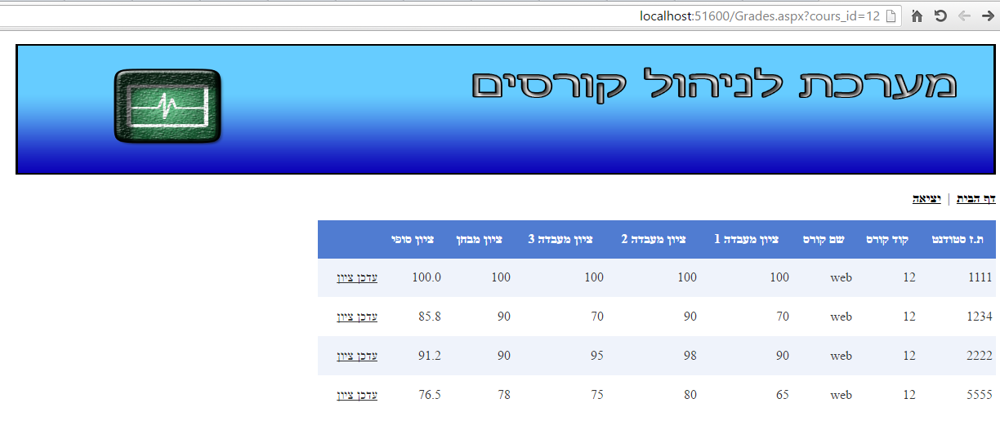 localhost:51600/Grades.aspx?cours_id=12
מערכת לניהול קורסים
דף הבית | יציאה
ת.ז סטודנט קוד קורס שם קורס ציון מעבדה 1 ציון מעבדה 2 ציון מעבדה 3 ציון מבחן ציון סופי
1111 12 web 100 100 100 100 100.0 עדכן ציון
1234 12 web 70 90 70 90 85.8 עדכן ציון
2222 12 web 90 98 95 90 91.2 עדכן ציון
5555 12 web 65 80 75 78 76.5 עדכן ציון